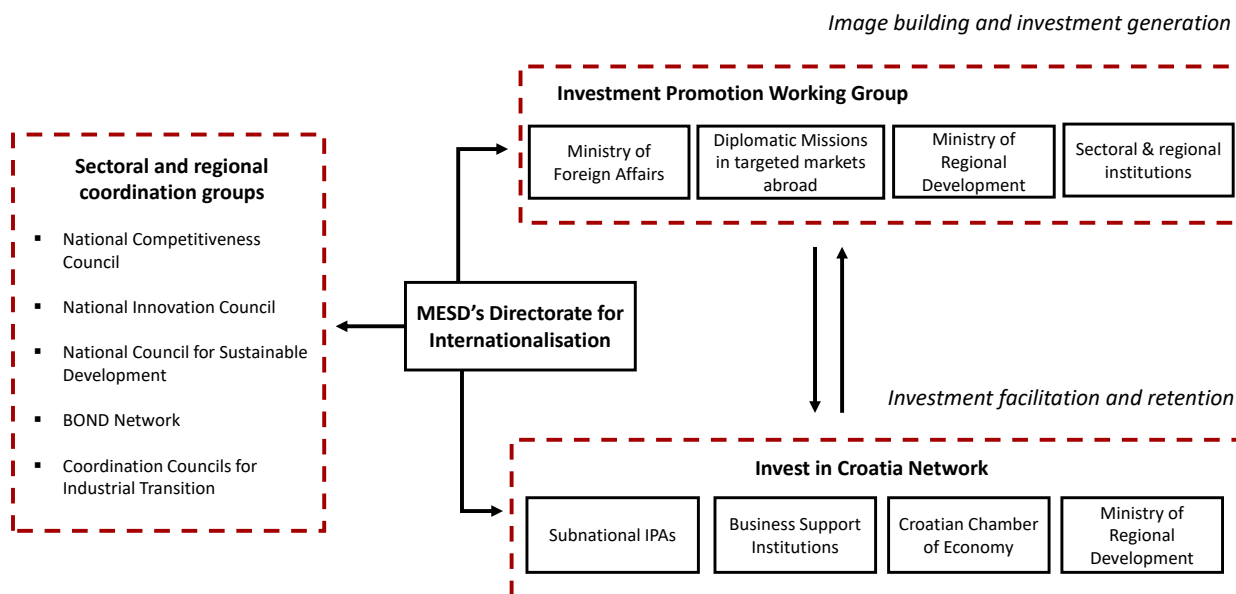 Image building and investment generation
Investment Promotion Working Group
Ministry of
Foreign Affairs
Diplomatic Missions
in targeted markets
abroad
Ministry of
Regional
Development
Sectoral & regional
institutions
Sectoral and regional
coordination groups
▪ National Competitiveness
Council
▪ National Innovation Council
▪ National Council for Sustainable
Development
▪ BOND Network
▪ Coordination Councils for
Industrial Transition
MESD’s Directorate for
Internationalisation
Investment facilitation and retention
Invest in Croatia Network
Subnational IPAs
Business Support
Institutions
Croatian Chamber
of Economy
Ministry of
Regional
Development